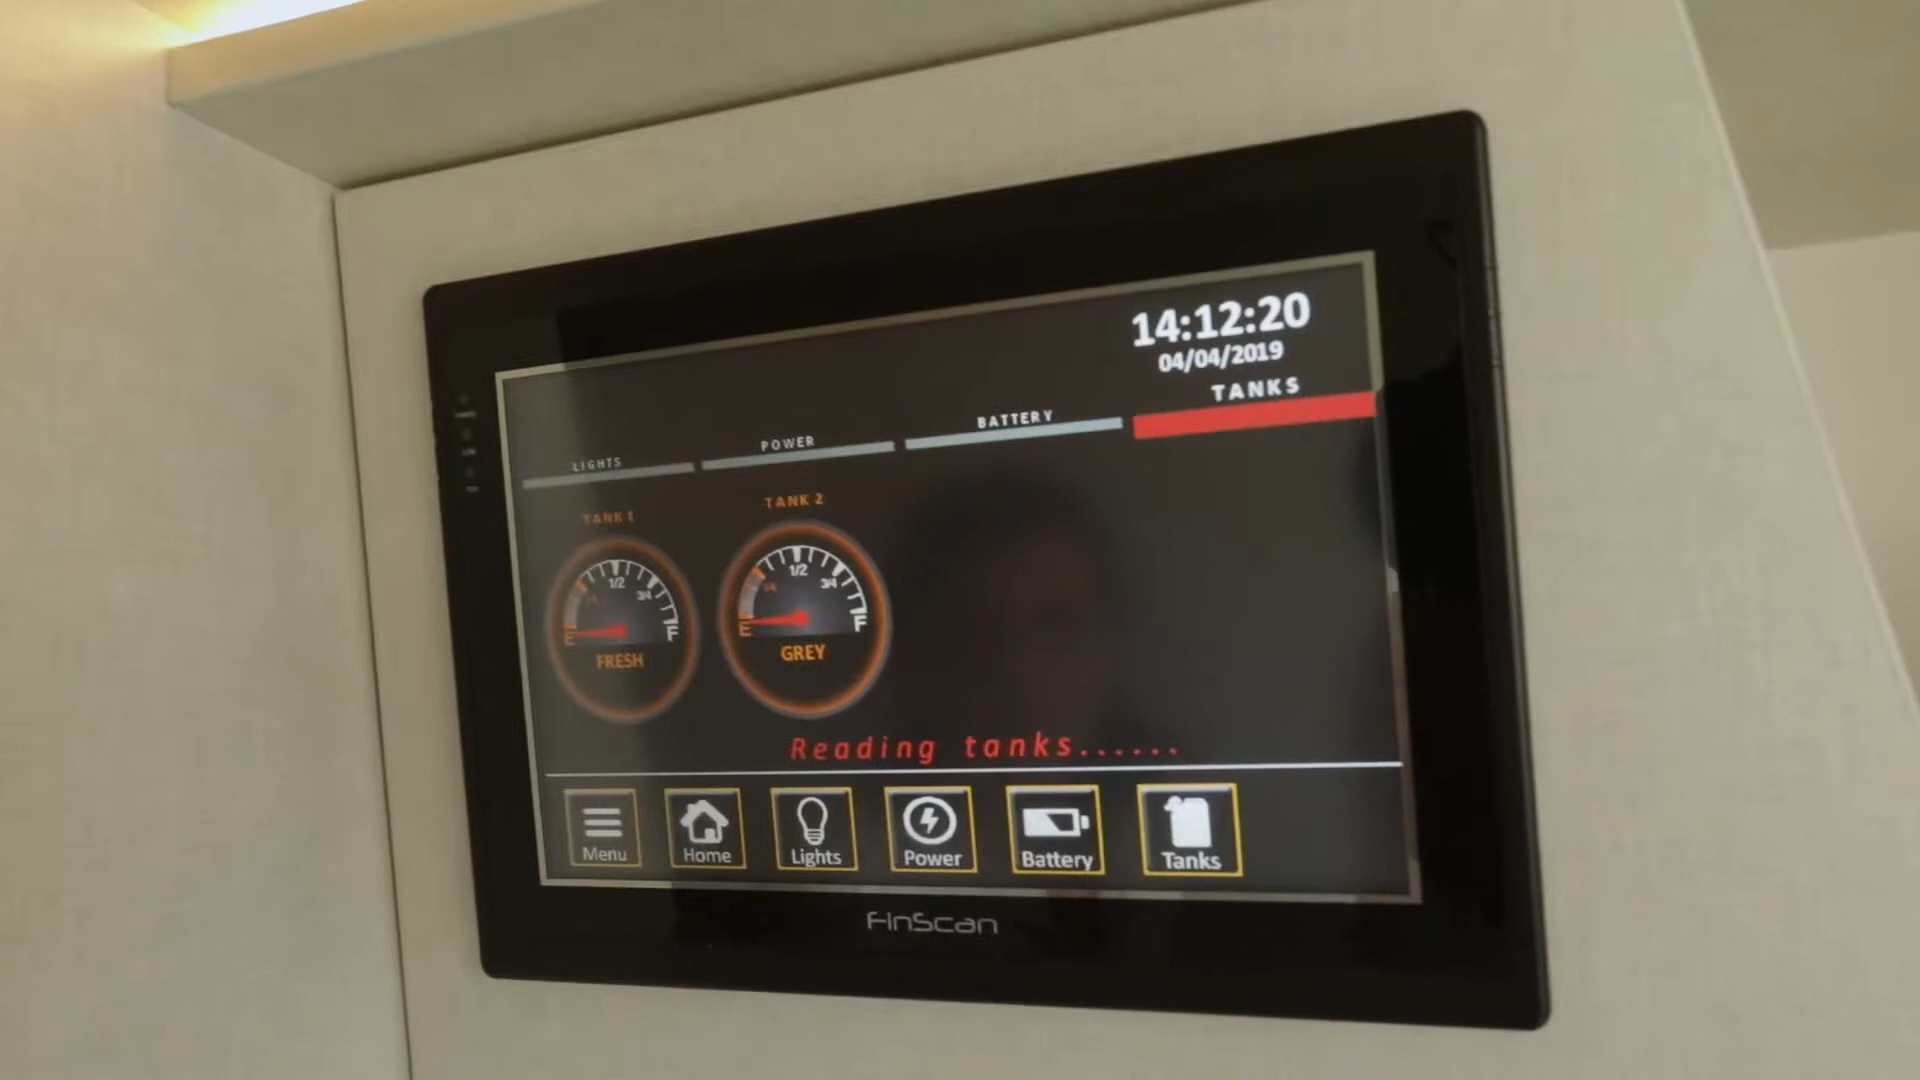 14:12:20
04/04/2019
LIGHTS
POWER
BATTERY
TANKS
TANK 1
TANK 2
E 1/2 3/4 F
FRESH
E 1/2 3/4 F
GREY
Reading tanks......
Menu
Home
Lights
Power
Battery
Tanks
FinScan